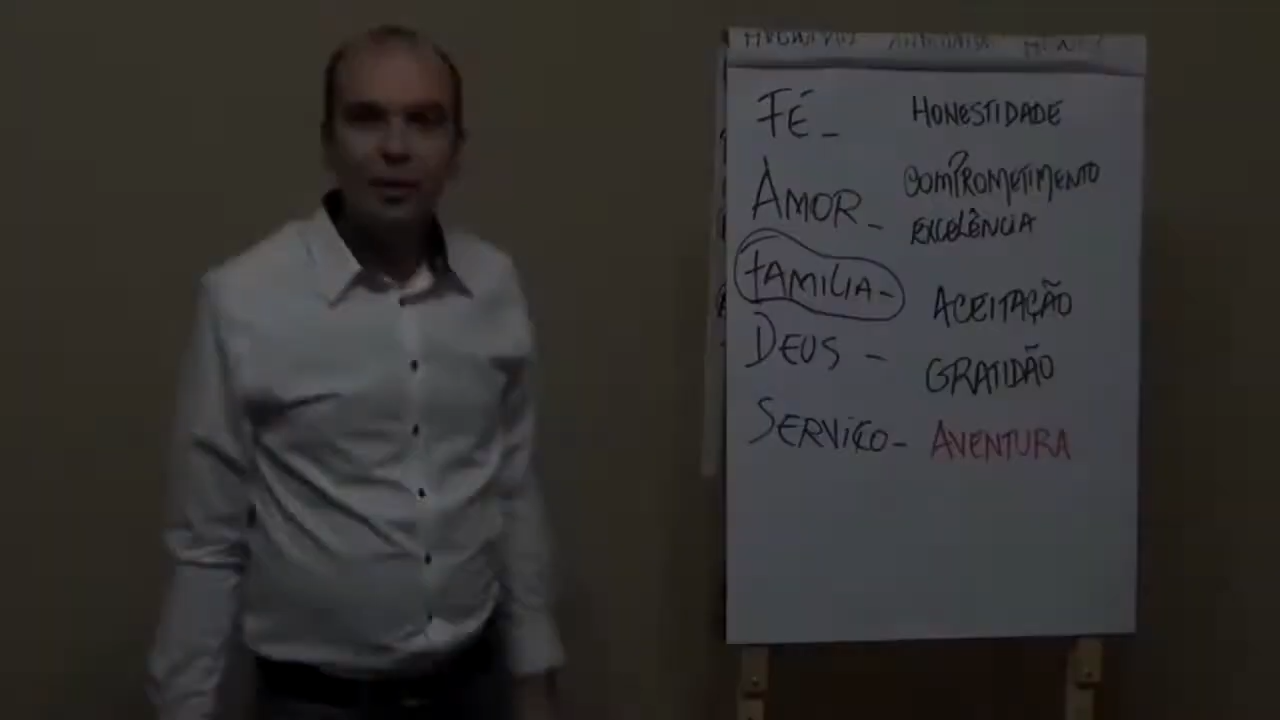 FÉ -
HONESTIDADE
AMOR -
COMPROMETIMENTO
EXCELÊNCIA
FAMILIA -
ACEITAÇÃO
DEUS -
GRATIDÃO
SERVIÇO -
AVENTURA